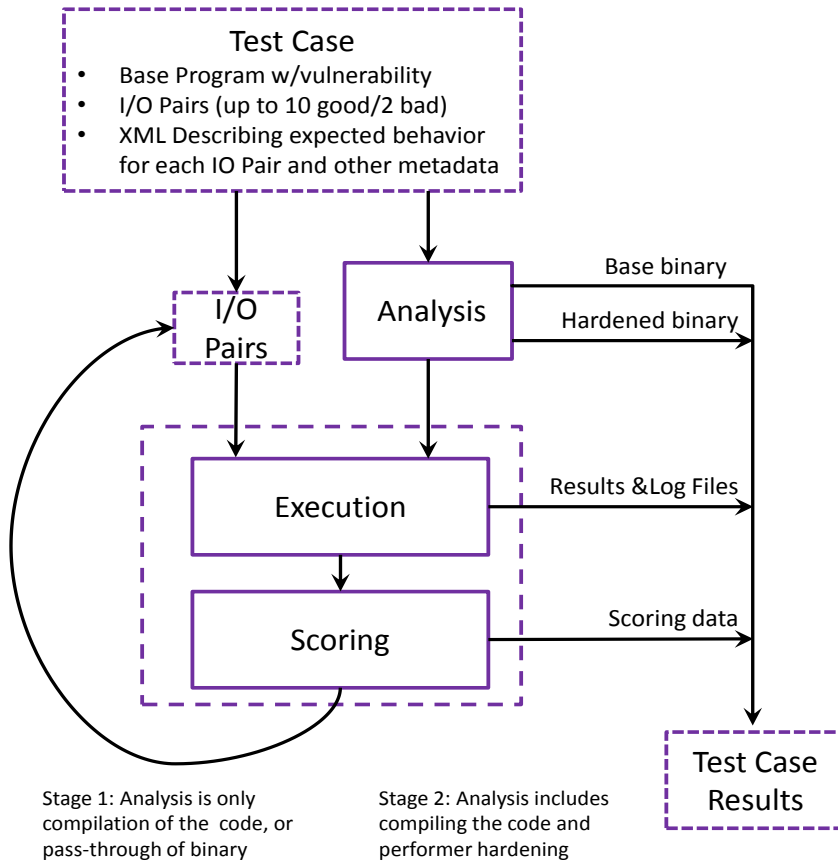 Test Case
• Base Program w/vulnerability
• I/O Pairs (up to 10 good/2 bad)
• XML Describing expected behavior
for each IO Pair and other metadata
Base binary
I/O
Pairs
Analysis
Hardened binary
Execution
Results &Log Files
Scoring
Scoring data
Test Case
Results
Stage 1: Analysis is only
compilation of the code, or
pass-through of binary
Stage 2: Analysis includes
compiling the code and
performer hardening